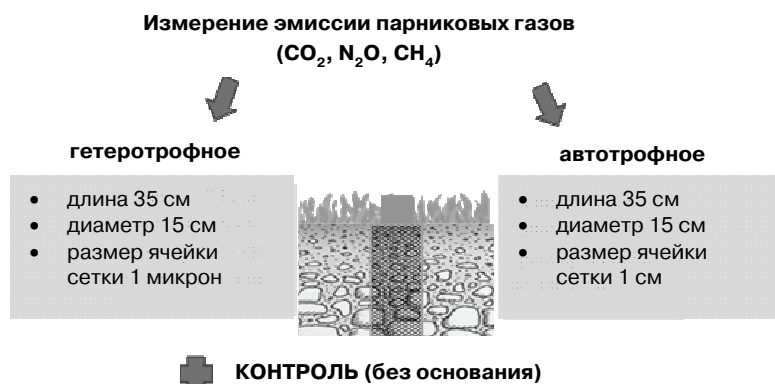 Измерение эмиссии парниковых газов
(CO₂, N₂O, CH₄)
гетеротрофное
• длина 35 см
• диаметр 15 см
• размер ячейки
сетки 1 микрон
автотрофное
• длина 35 см
• диаметр 15 см
• размер ячейки
сетки 1 см
КОНТРОЛЬ (без основания)